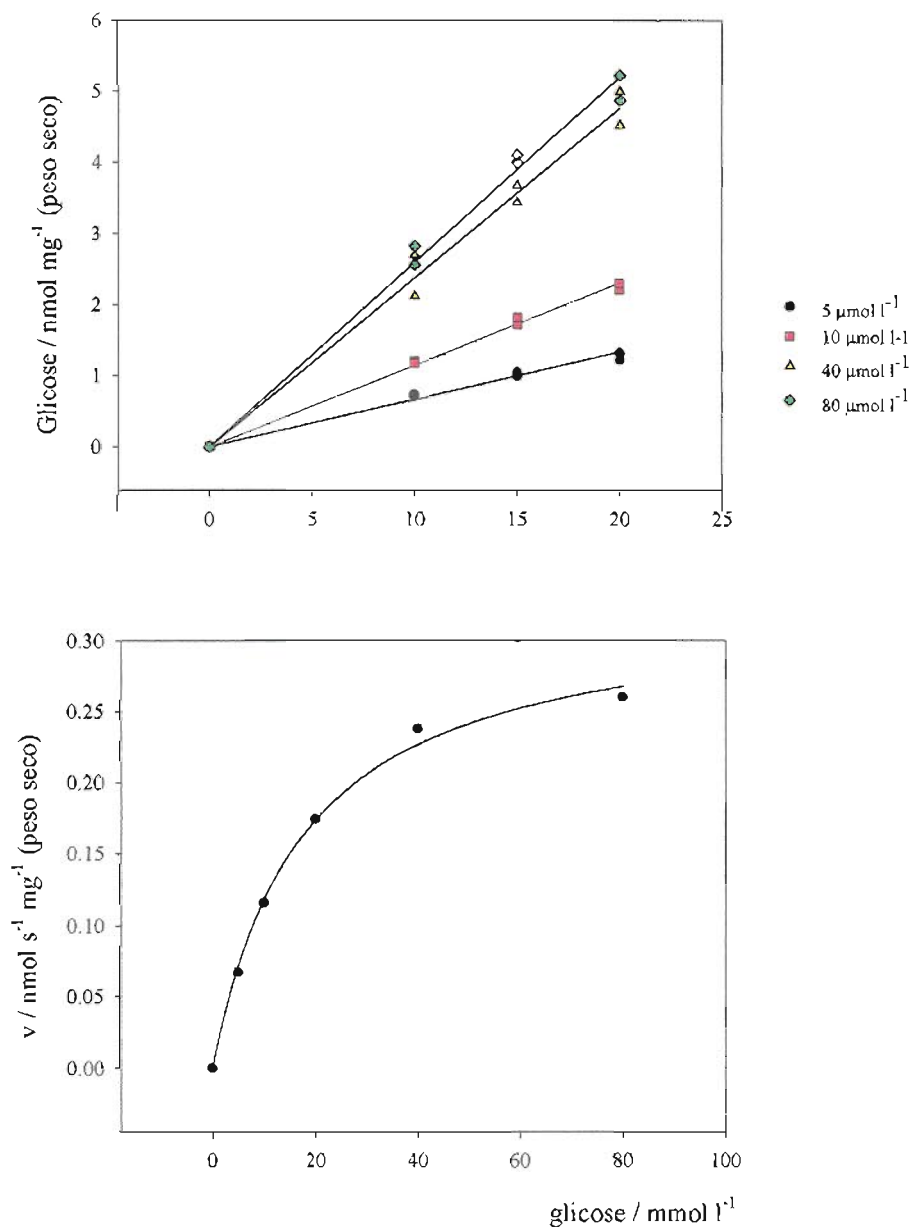 6
5
4
3
2
1
0
Glicose / nmol mg⁻¹ (peso seco)
0 5 10 15 20 25
5 µmol l⁻¹
10 µmol l-1
40 µmol l⁻¹
80 µmol l⁻¹
0.30
0.25
0.20
0.15
0.10
0.05
0.00
v / nmol s⁻¹ mg⁻¹ (peso seco)
0 20 40 60 80 100
glicose / mmol l⁻¹